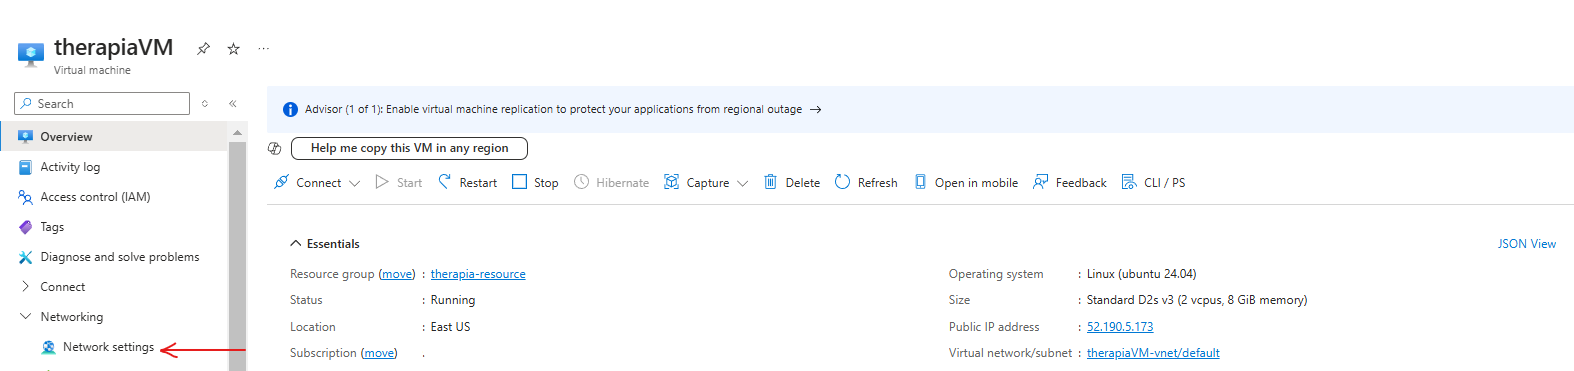 therapiaVM
Virtual machine
Search
Overview
Activity log
Access control (IAM)
Tags
Diagnose and solve problems
Connect
Networking
Network settings
Advisor (1 of 1): Enable virtual machine replication to protect your applications from regional outage →
Help me copy this VM in any region
Connect Start Restart Stop Hibernate Capture Delete Refresh Open in mobile Feedback CLI / PS
Essentials
JSON View
Resource group (move) : therapia-resource
Status : Running
Location : East US
Subscription (move) .
Operating system : Linux (ubuntu 24.04)
Size : Standard D2s v3 (2 vcpus, 8 GiB memory)
Public IP address : 52.190.5.173
Virtual network/subnet : therapiaVM-vnet/default